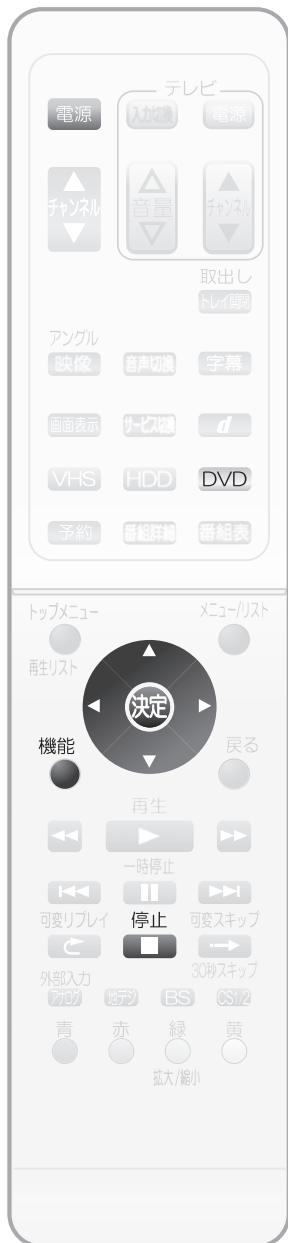 テレビ
電源 入力切換 電源
チャンネル 音量 チャンネル
取出し
トレイ開閉
アングル
映像 音声切換 字幕
画面表示 サービス切換 d
VHS HDD DVD
予約 番組詳細 番組表
トップメニュー メニュー/リスト
再生リスト
決定
機能 戻る
再生
一時停止
可変リプレイ 停止 可変スキップ
30秒スキップ
外部入力
アナログ 地デジ BS CS1/2
青 赤 緑 黄
拡大/縮小